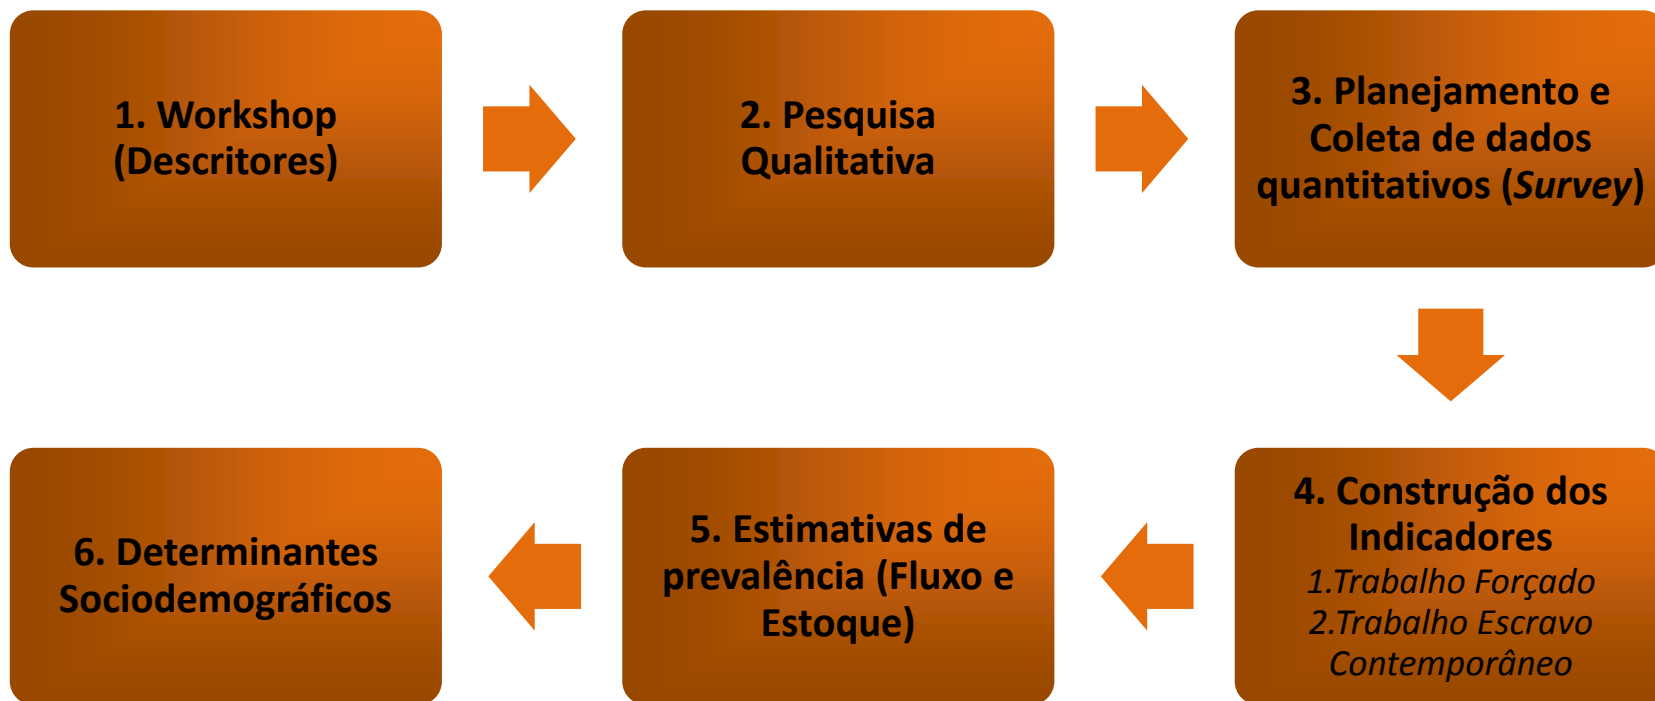 1. Workshop
(Descritores)
2. Pesquisa
Qualitativa
3. Planejamento e
Coleta de dados
quantitativos (Survey)
4. Construção dos
Indicadores
1.Trabalho Forçado
2.Trabalho Escravo
Contemporâneo
5. Estimativas de
prevalência (Fluxo e
Estoque)
6. Determinantes
Sociodemográficos